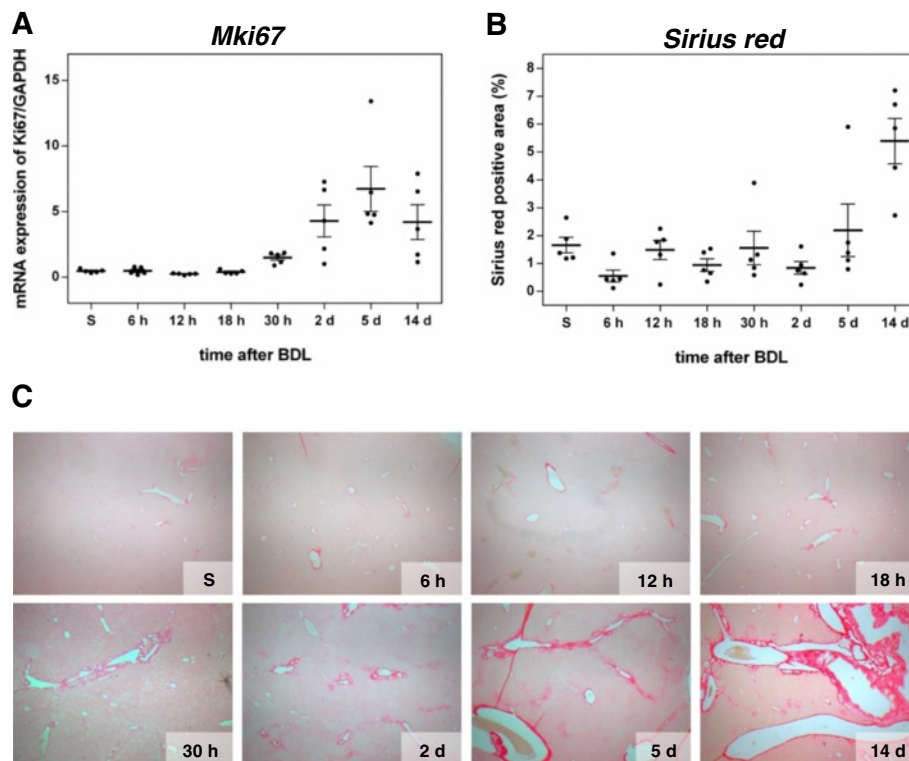 A
Mki67
mRNA expression of Ki67/GAPDH
15
10
5
0
S 6 h 12 h 18 h 30 h 2 d 5 d 14 d
time after BDL
B
Sirius red
Sirius red positive area (%)
8
7
6
5
4
3
2
1
0
S 6 h 12 h 18 h 30 h 2 d 5 d 14 d
time after BDL
C
S 6 h 12 h 18 h
30 h 2 d 5 d 14 d